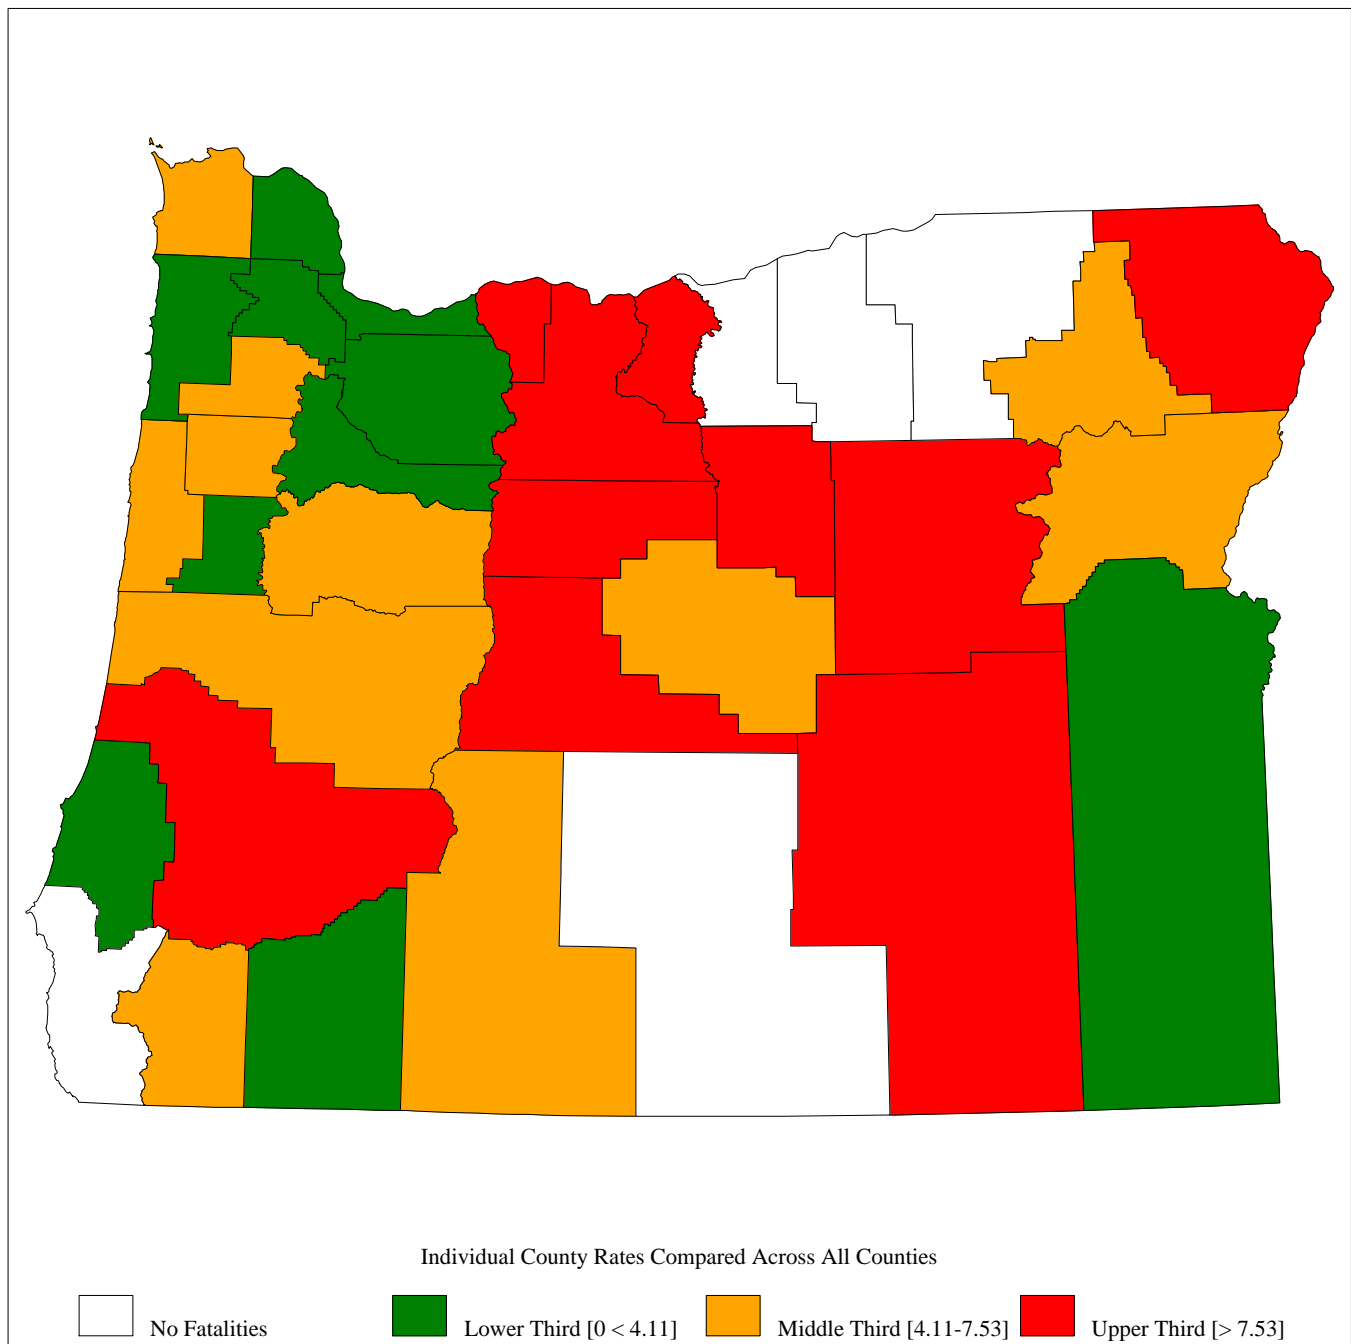 Individual County Rates Compared Across All Counties
No Fatalities Lower Third [0 < 4.11] Middle Third [4.11-7.53] Upper Third [> 7.53]